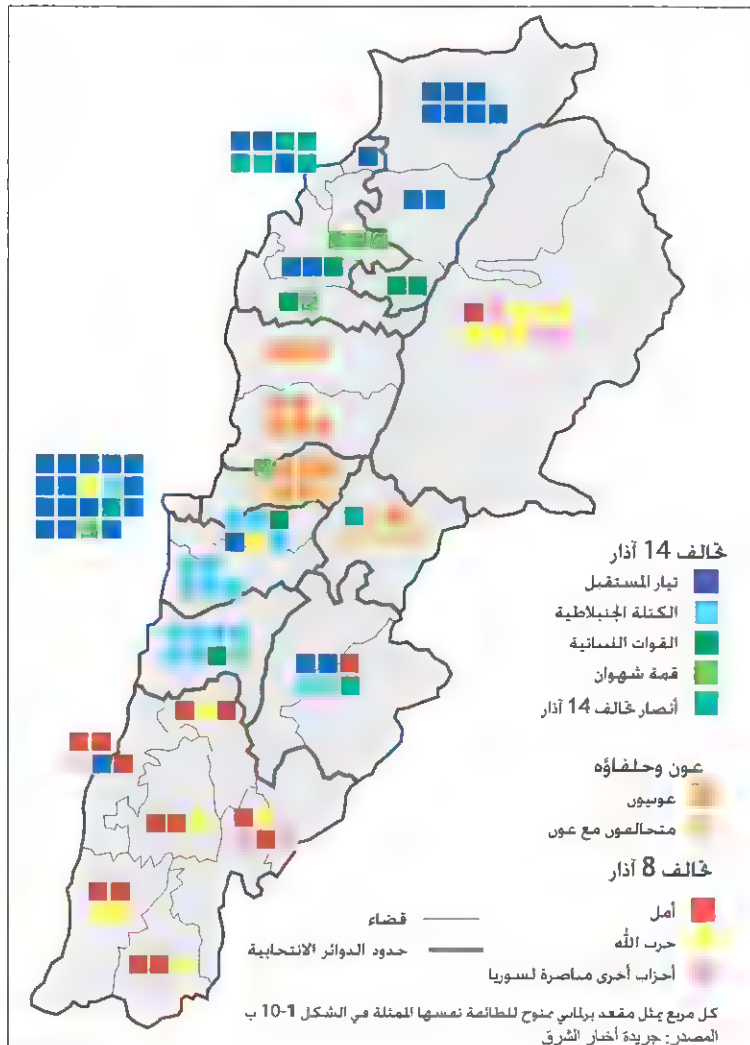 تحالف 14 آذار
تيار المستقبل
الكتلة الجنبلاطية
القوات اللبنانية
قمة شهوان
أنصار تحالف 14 آذار
عون وحلفاؤه
عونيون
متحالفون مع عون
تحالف 8 آذار
أمل
حزب الله
أحزاب أخرى مناصرة لسوريا
قضاء
حدود الدوائر الانتخابية
كل مربع يمثل مقعد برلماني ممنوح للطائفة نفسها الممثلة في الشكل 1-10 ب
المصدر: جريدة أخبار الشرق